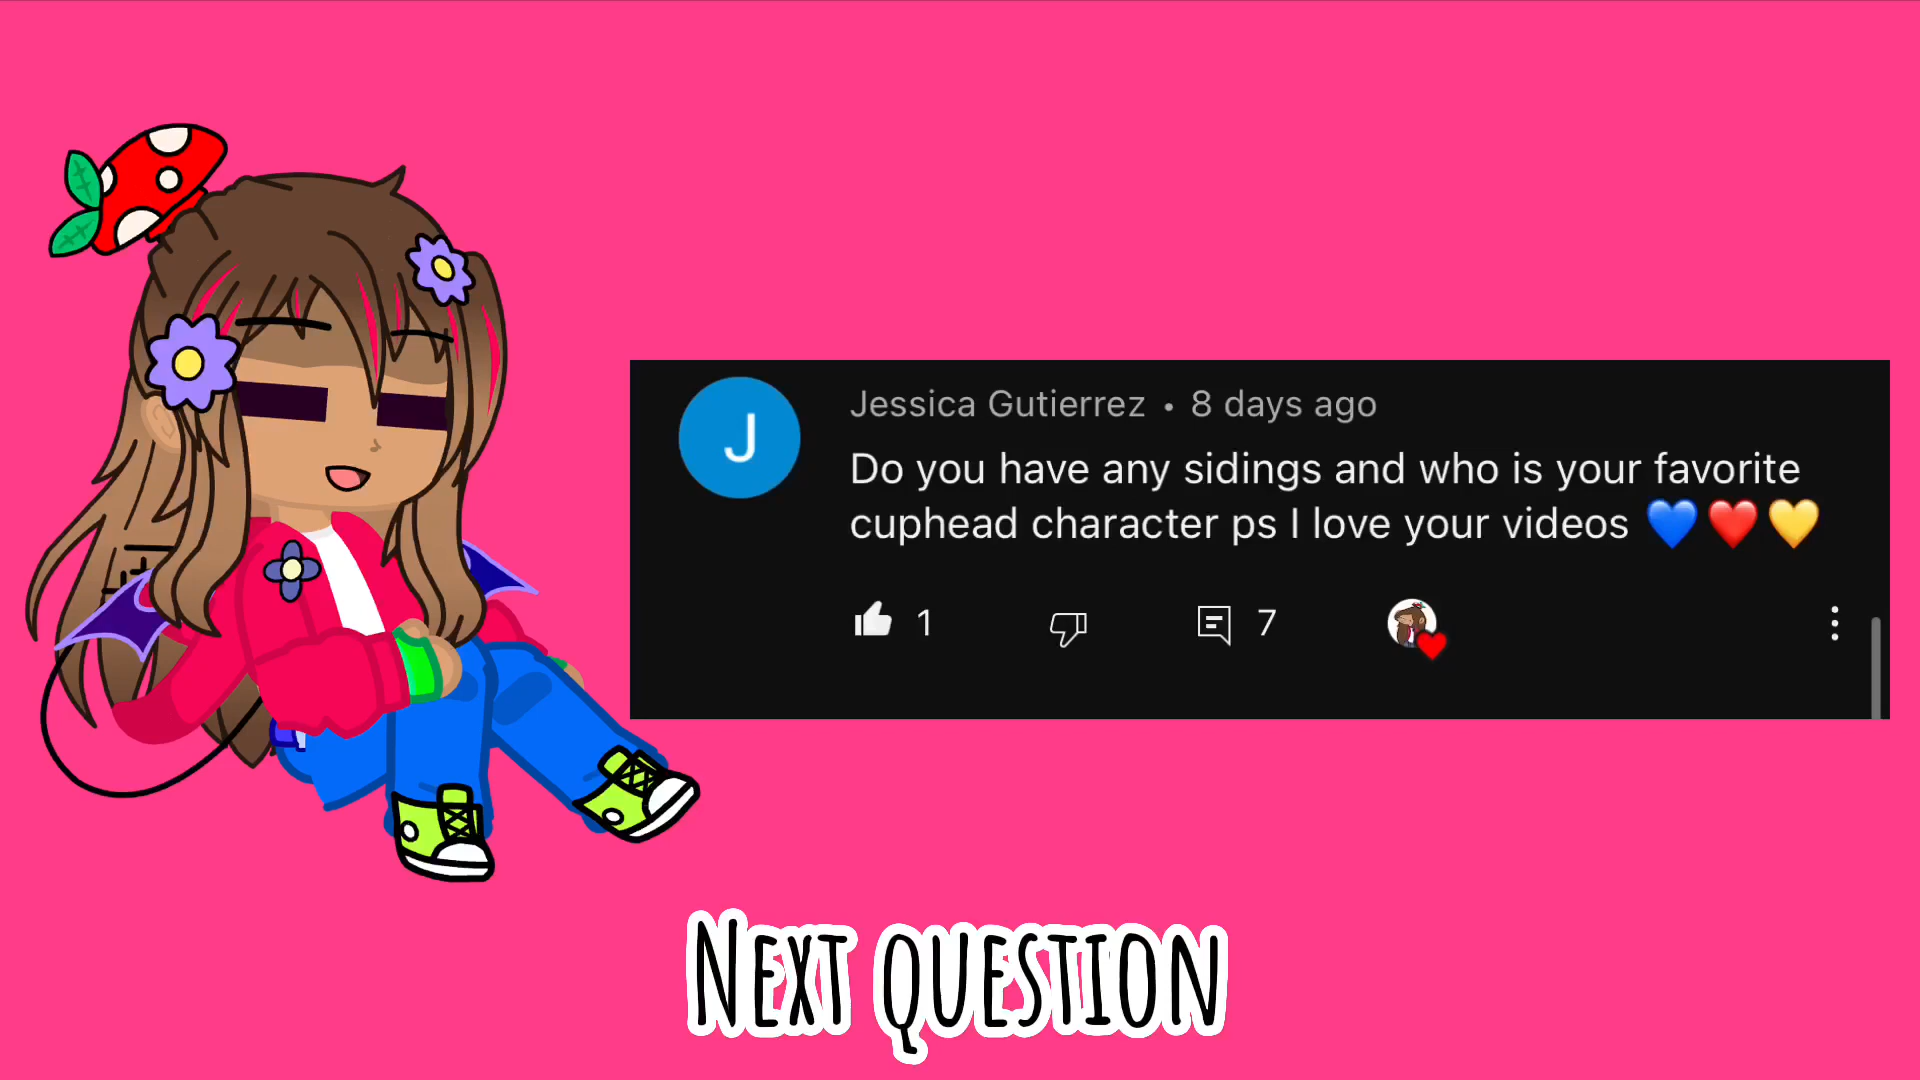 J
Jessica Gutierrez • 8 days ago
Do you have any sidings and who is your favorite
cuphead character ps I love your videos 💙❤️💛
1
7
Next question